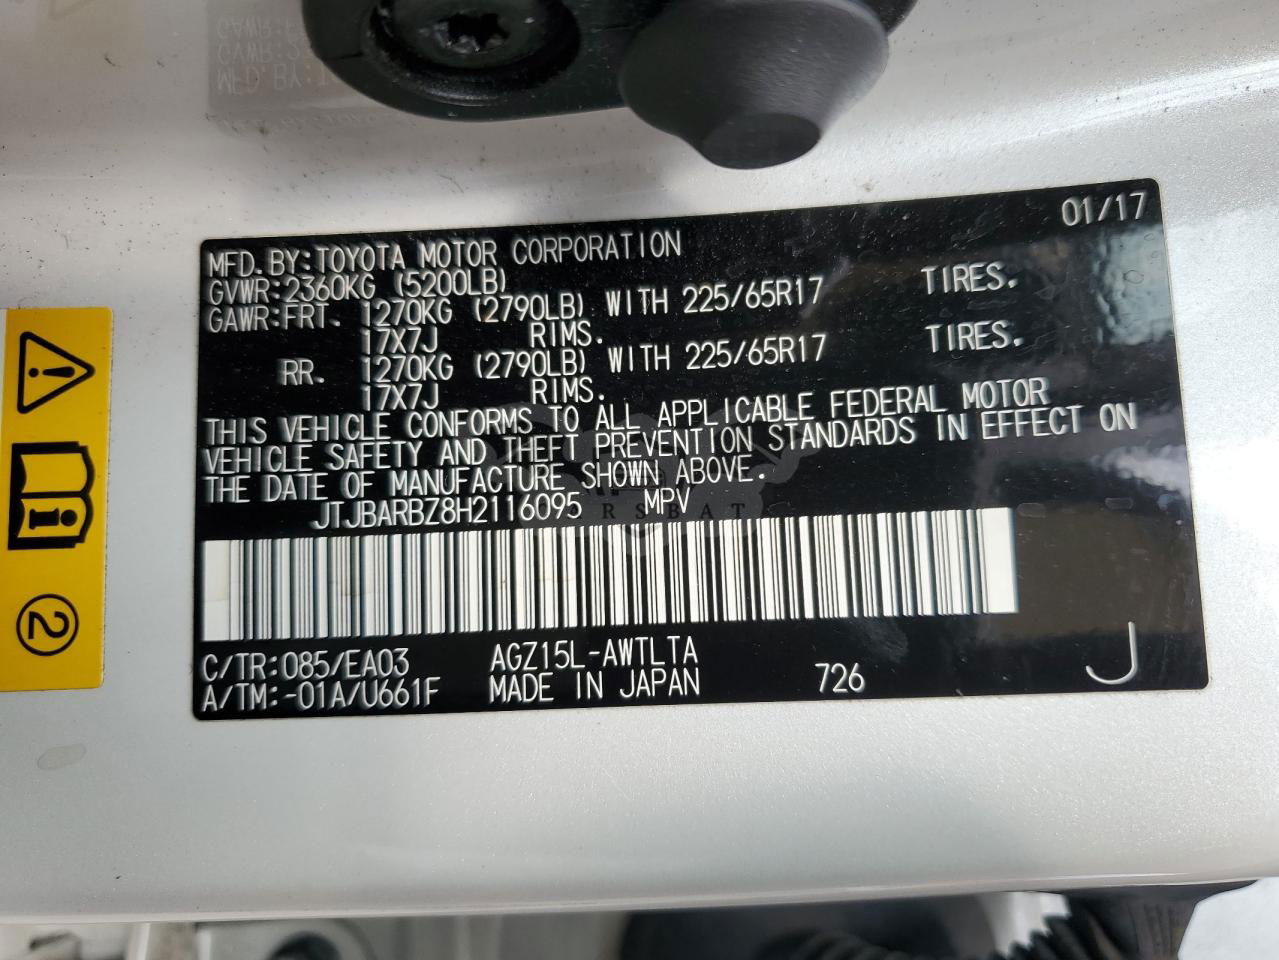 01/17
MFD. BY:TOYOTA MOTOR CORPORATION
GVWR:2360KG (5200LB)
GAWR:FRT. 1270KG (2790LB) WITH 225/65R17 TIRES.
17X7J RIMS.
RR. 1270KG (2790LB) WITH 225/65R17 TIRES.
17X7J RIMS.
THIS VEHICLE CONFORMS TO ALL APPLICABLE FEDERAL MOTOR
VEHICLE SAFETY AND THEFT PREVENTION STANDARDS IN EFFECT ON
THE DATE OF MANUFACTURE SHOWN ABOVE.
JTJBARBZ8H2116095 MPV
C/TR:085/EA03 AGZ15L-AWTLTA
A/TM:-01A/U661F MADE IN JAPAN 726 J
2